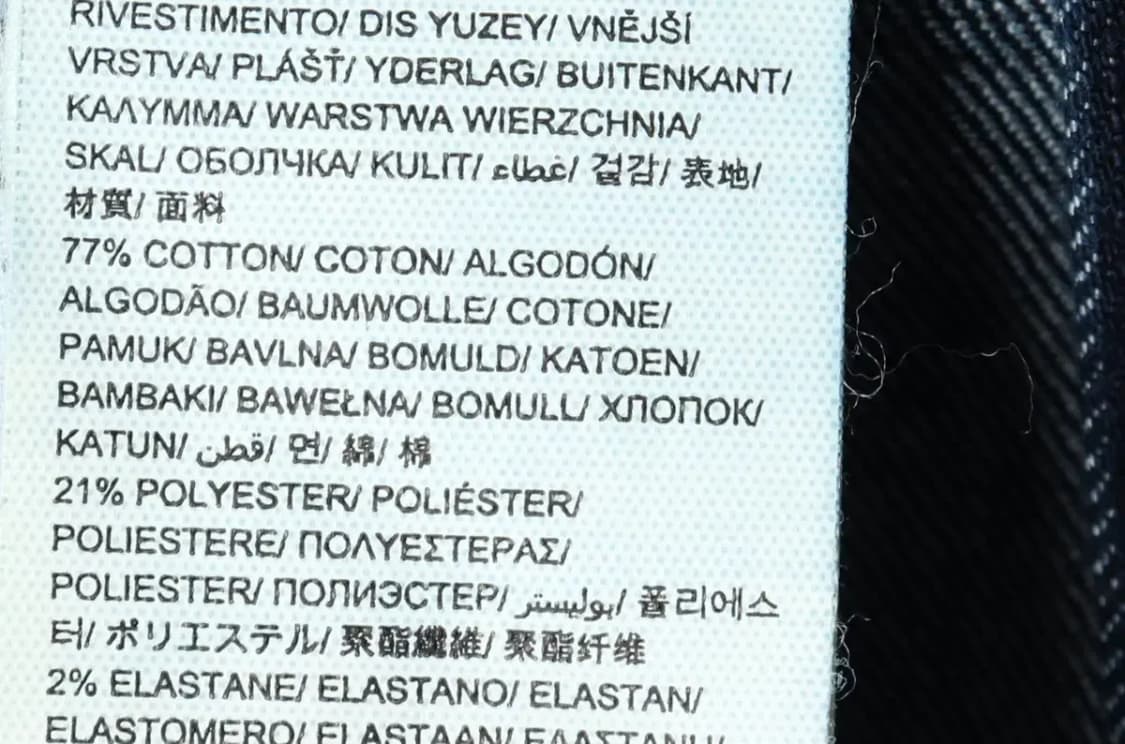 RIVESTIMENTO/ DIS YUZEY/ VNĚJŠÍ
VRSTVA/ PLÁŠŤ/ YDERLAG/ BUITENKANT/
ΚΑΛΥΜΜΑ/ WARSTWA WIERZCHNIA/
SKAL/ ОБОЛЧКА/ KULIT/ غطاء/ 겉감/ 表地/
材質/ 面料
77% COTTON/ COTON/ ALGODÓN/
ALGODÃO/ BAUMWOLLE/ COTONE/
PAMUK/ BAVLNA/ BOMULD/ KATOEN/
BAMBAKI/ BAWEŁNA/ BOMULL/ ХЛОПОК/
KATUN/ قطن/ 면/ 綿/ 棉
21% POLYESTER/ POLIÉSTER/
POLIESTERE/ ΠΟΛΥΕΣΤΕΡΑΣ/
POLIESTER/ ПОЛИЭСТЕР/ بوليستر/ 폴리에스
터/ ポリエステル/ 聚酯纖維/ 聚酯纤维
2% ELASTANE/ ELASTANO/ ELASTAN/
ELASTOMERO/ ELASTAAN/